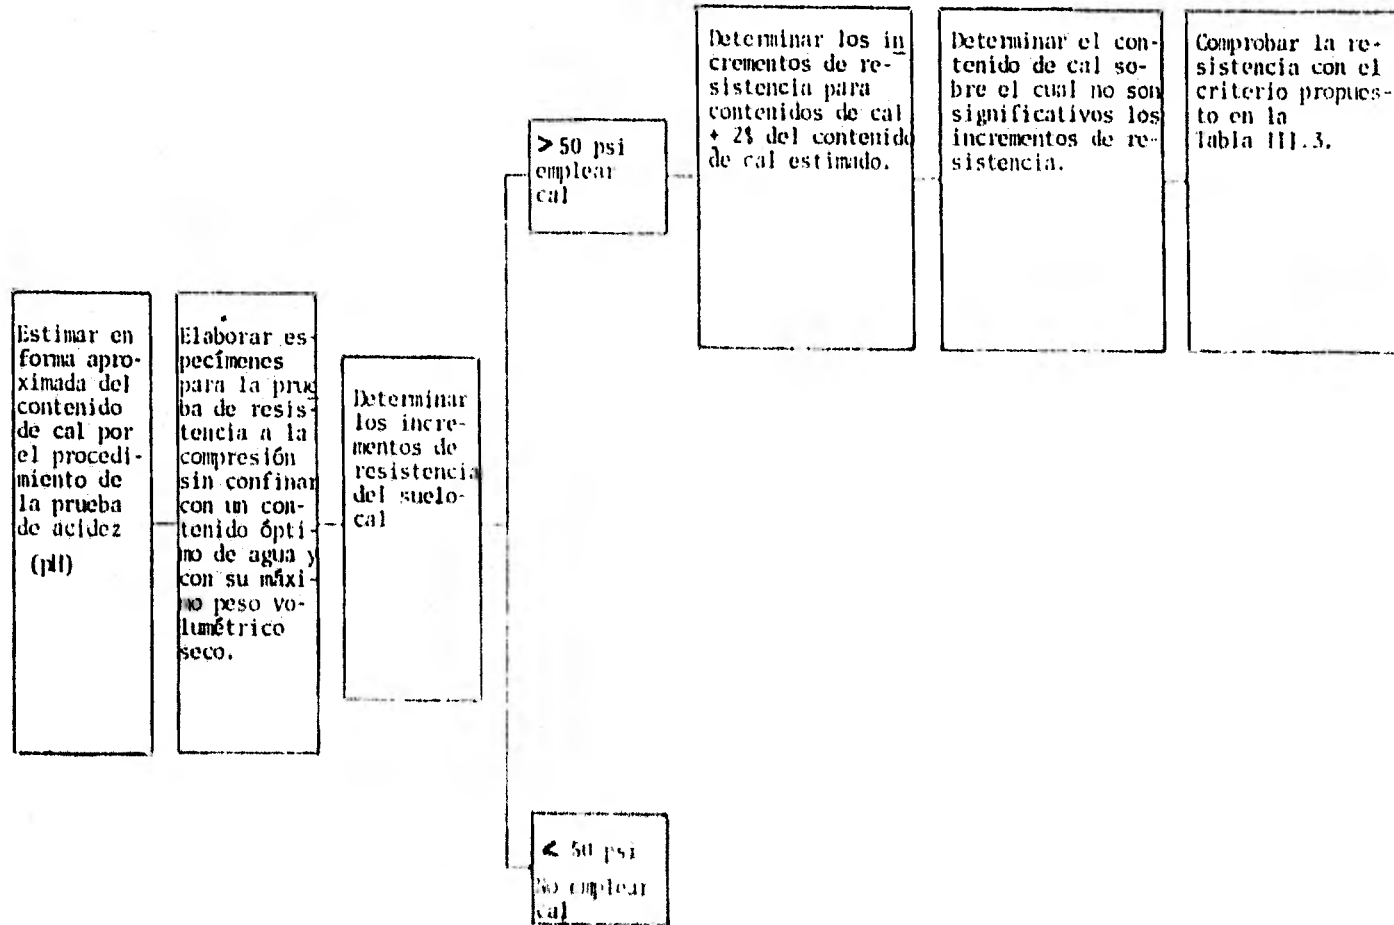 Estimar en
forma apro-
ximada del
contenido
de cal por
el procedi-
miento de
la prueba
de acidez
(pH)
Elaborar es-
pecímenes
para la prue
ba de resis-
tencia a la
compresión
sin confinar
con un con-
tenido ópti-
mo de agua y
con su máxi-
mo peso vo-
lumétrico
seco.
Determinar
los incre-
mentos de
resistencia
del suelo-
cal
> 50 psi
emplear
cal
Determinar los in
crementos de re-
sistencia para
contenidos de cal
+ 2% del contenido
de cal estimado.
Determinar el con-
tenido de cal so-
bre el cual no son
significativos los
incrementos de re-
sistencia.
Comprobar la re-
sistencia con el
criterio propues-
to en la
Tabla III.3.
< 50 psi
No emplear
cal